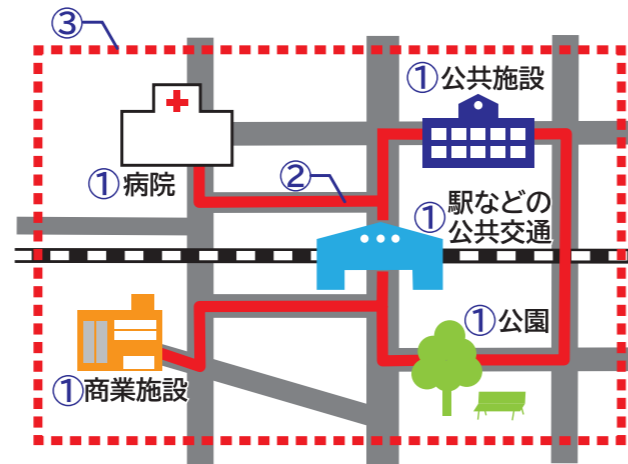 ③
①公共施設
①病院
②
①駅などの
公共交通
①公園
①商業施設